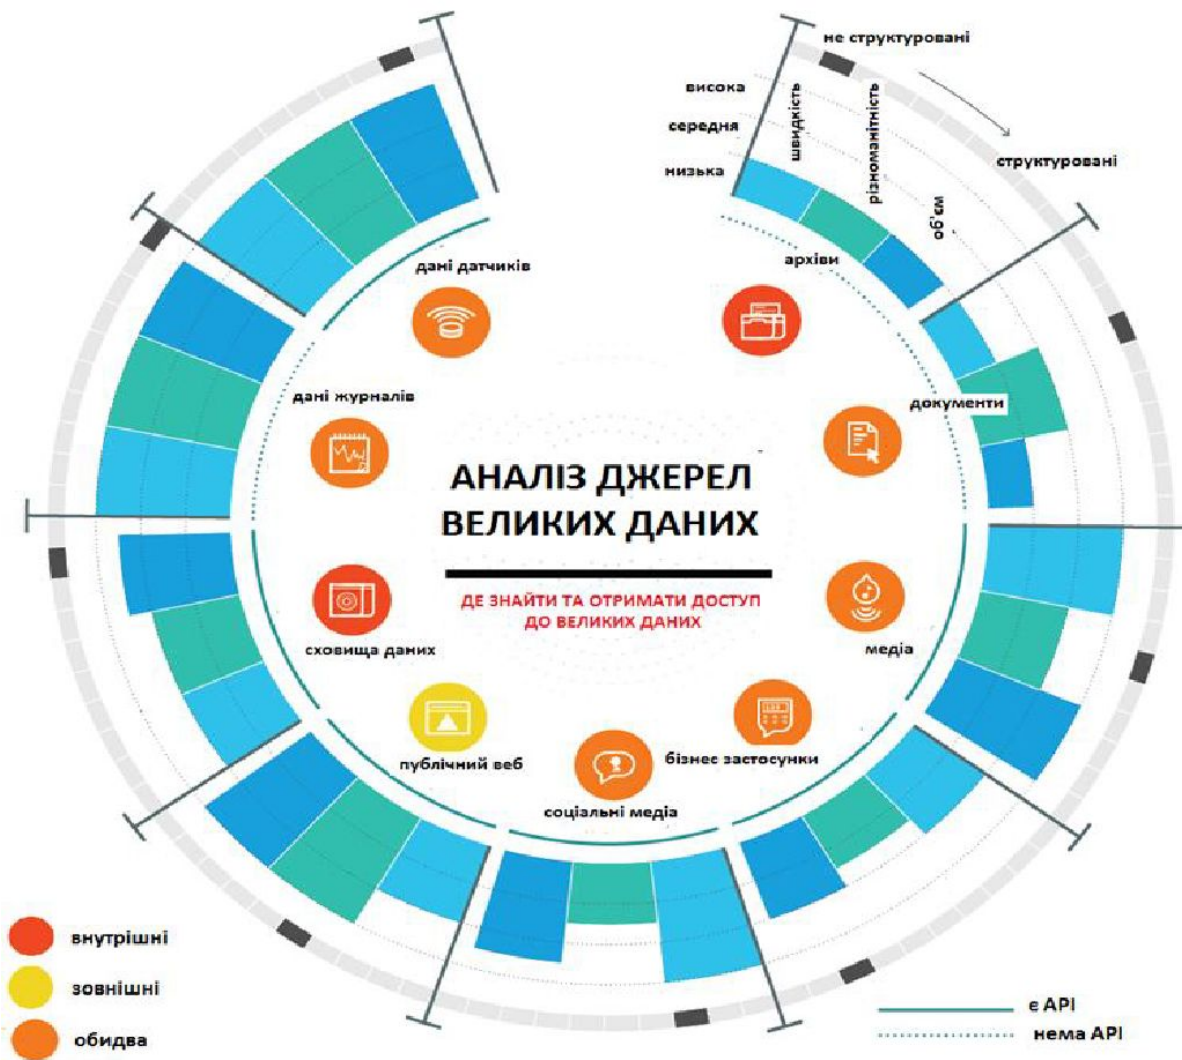 не структуровані
висока
середня
низька
швидкість
різноманітність
об'єм
структуровані
дані датчиків
архіви
дані журналів
документи
АНАЛІЗ ДЖЕРЕЛ
ВЕЛИКИХ ДАНИХ
ДЕ ЗНАЙТИ ТА ОТРИМАТИ ДОСТУП
ДО ВЕЛИКИХ ДАНИХ
сховища даних
медіа
публічний веб
бізнес застосунки
соціальні медіа
внутрішні
зовнішні
обидва
є API
нема API